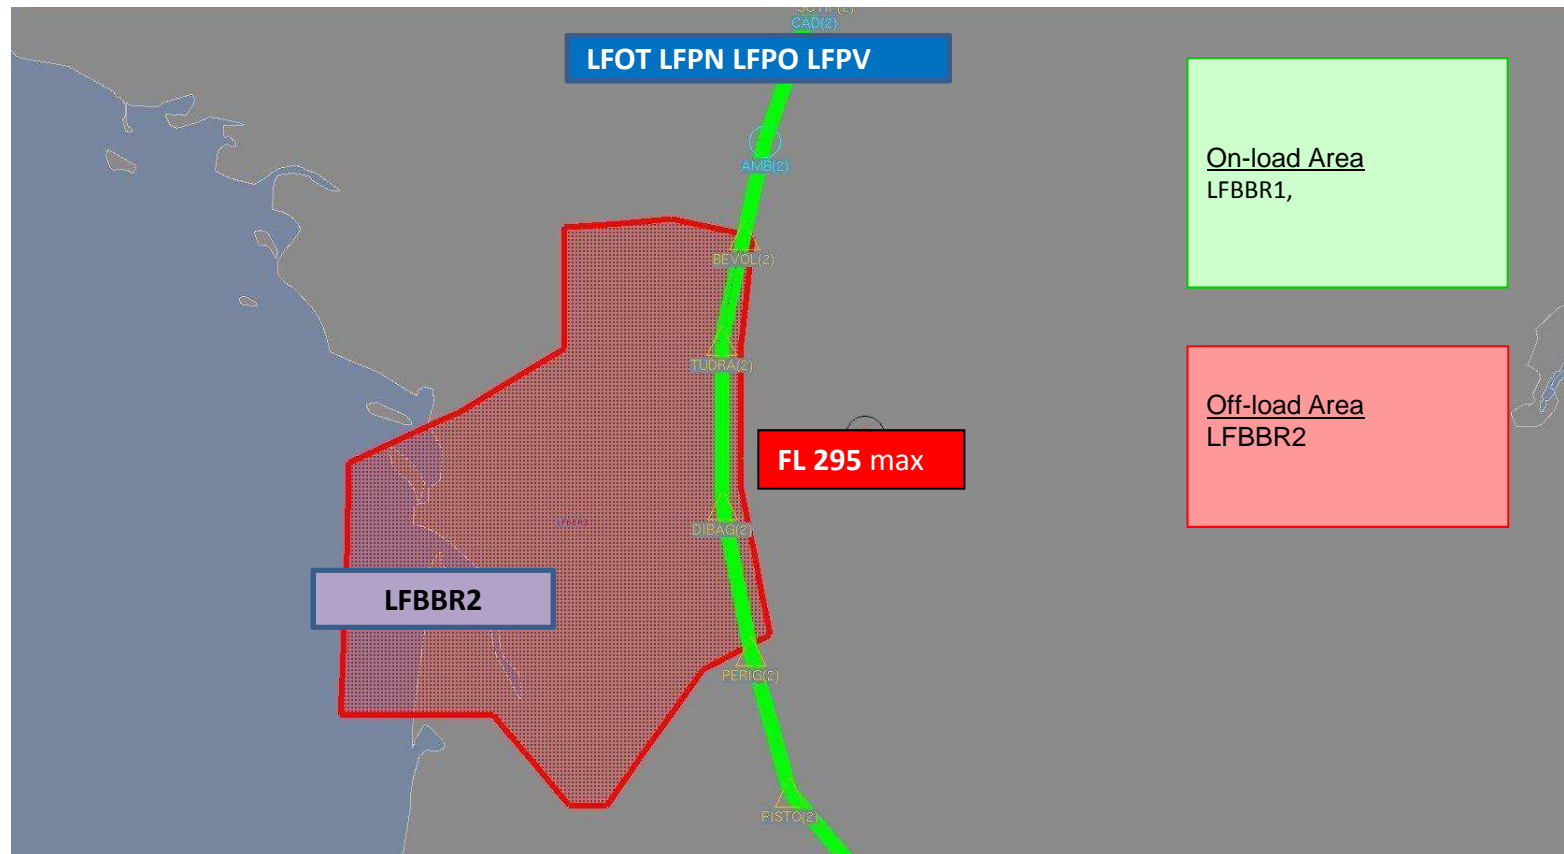 CAD(2)
LFOT LFPN LFPO LFPV
AMB(2)
On-load Area
LFBBR1,
BEVOL(2)
TUDRA(2)
Off-load Area
LFBBR2
FL 295 max
LFBBR2
DIBAG(2)
LFBBR2
PERIG(2)
FISTO(2)